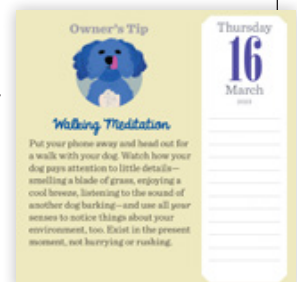 Owner's Tip
Walking Meditation
Put your phone away and head out for
a walk with your dog. Watch how your
dog pays attention to little details—
smelling a blade of grass, enjoying a
cool breeze, listening to the sound of
another dog barking—and use all your
senses to notice things about your
environment, too. Exist in the present
moment, not hurrying or rushing.
Thursday
16
March